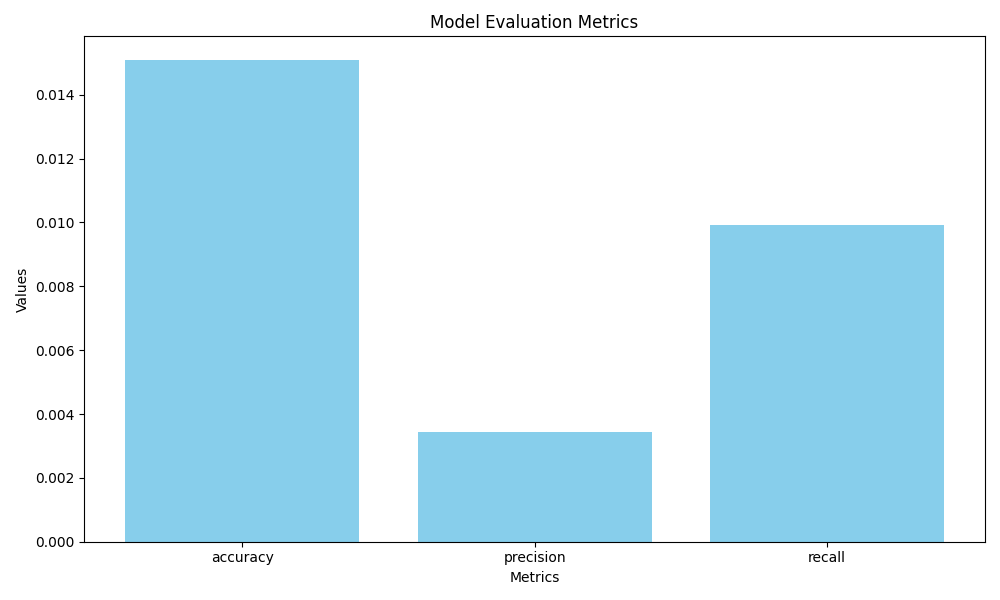 Model Evaluation Metrics
0.014
0.012
0.010
0.008
0.006
0.004
0.002
0.000
Values
accuracy precision recall
Metrics